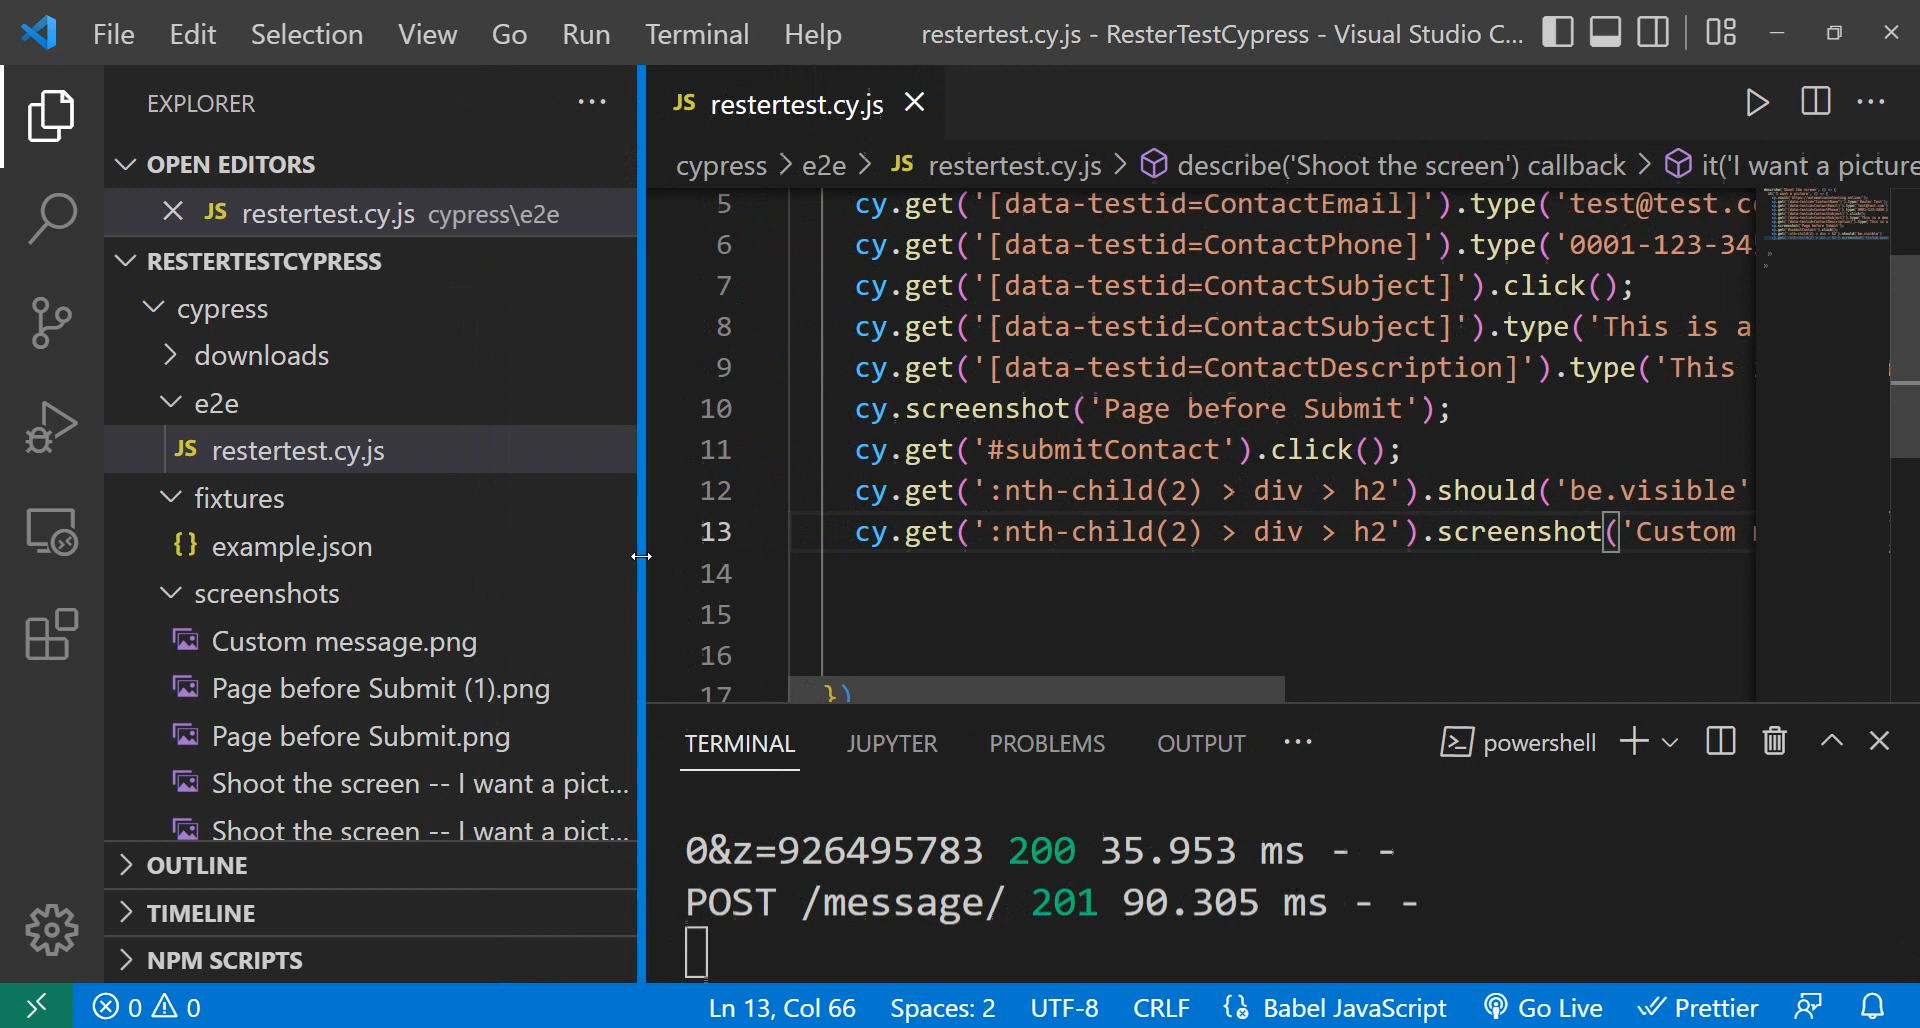 File Edit Selection View Go Run Terminal Help restertest.cy.js - ResterTestCypress - Visual Studio C...
EXPLORER ...
OPEN EDITORS
JS restertest.cy.js cypress\e2e
RESTERTESTCYPRESS
cypress
downloads
e2e
JS restertest.cy.js
fixtures
{} example.json
screenshots
Custom message.png
Page before Submit (1).png
Page before Submit.png
Shoot the screen -- I want a pict...
Shoot the screen -- I want a pict...
OUTLINE
TIMELINE
NPM SCRIPTS
JS restertest.cy.js
cypress > e2e > JS restertest.cy.js > describe('Shoot the screen') callback > it('I want a picture
5 cy.get('[data-testid=ContactEmail]').type('test@test.c
6 cy.get('[data-testid=ContactPhone]').type('0001-123-34
7 cy.get('[data-testid=ContactSubject]').click();
8 cy.get('[data-testid=ContactSubject]').type('This is a
9 cy.get('[data-testid=ContactDescription]').type('This
10 cy.screenshot('Page before Submit');
11 cy.get('#submitContact').click();
12 cy.get(':nth-child(2) > div > h2').should('be.visible'
13 cy.get(':nth-child(2) > div > h2').screenshot('Custom
14
15
16
17 })
TERMINAL JUPYTER PROBLEMS OUTPUT ... powershell
0&z=926495783 200 35.953 ms - -
POST /message/ 201 90.305 ms - -
0 0 Ln 13, Col 66 Spaces: 2 UTF-8 CRLF Babel JavaScript Go Live Prettier